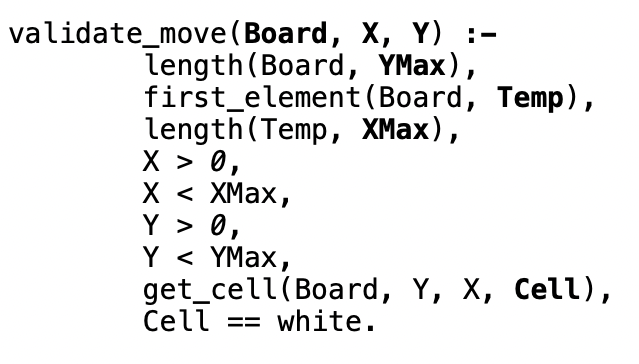 validate_move(Board, X, Y) :-
length(Board, YMax),
first_element(Board, Temp),
length(Temp, XMax),
X > 0,
X < XMax,
Y > 0,
Y < YMax,
get_cell(Board, Y, X, Cell),
Cell == white.